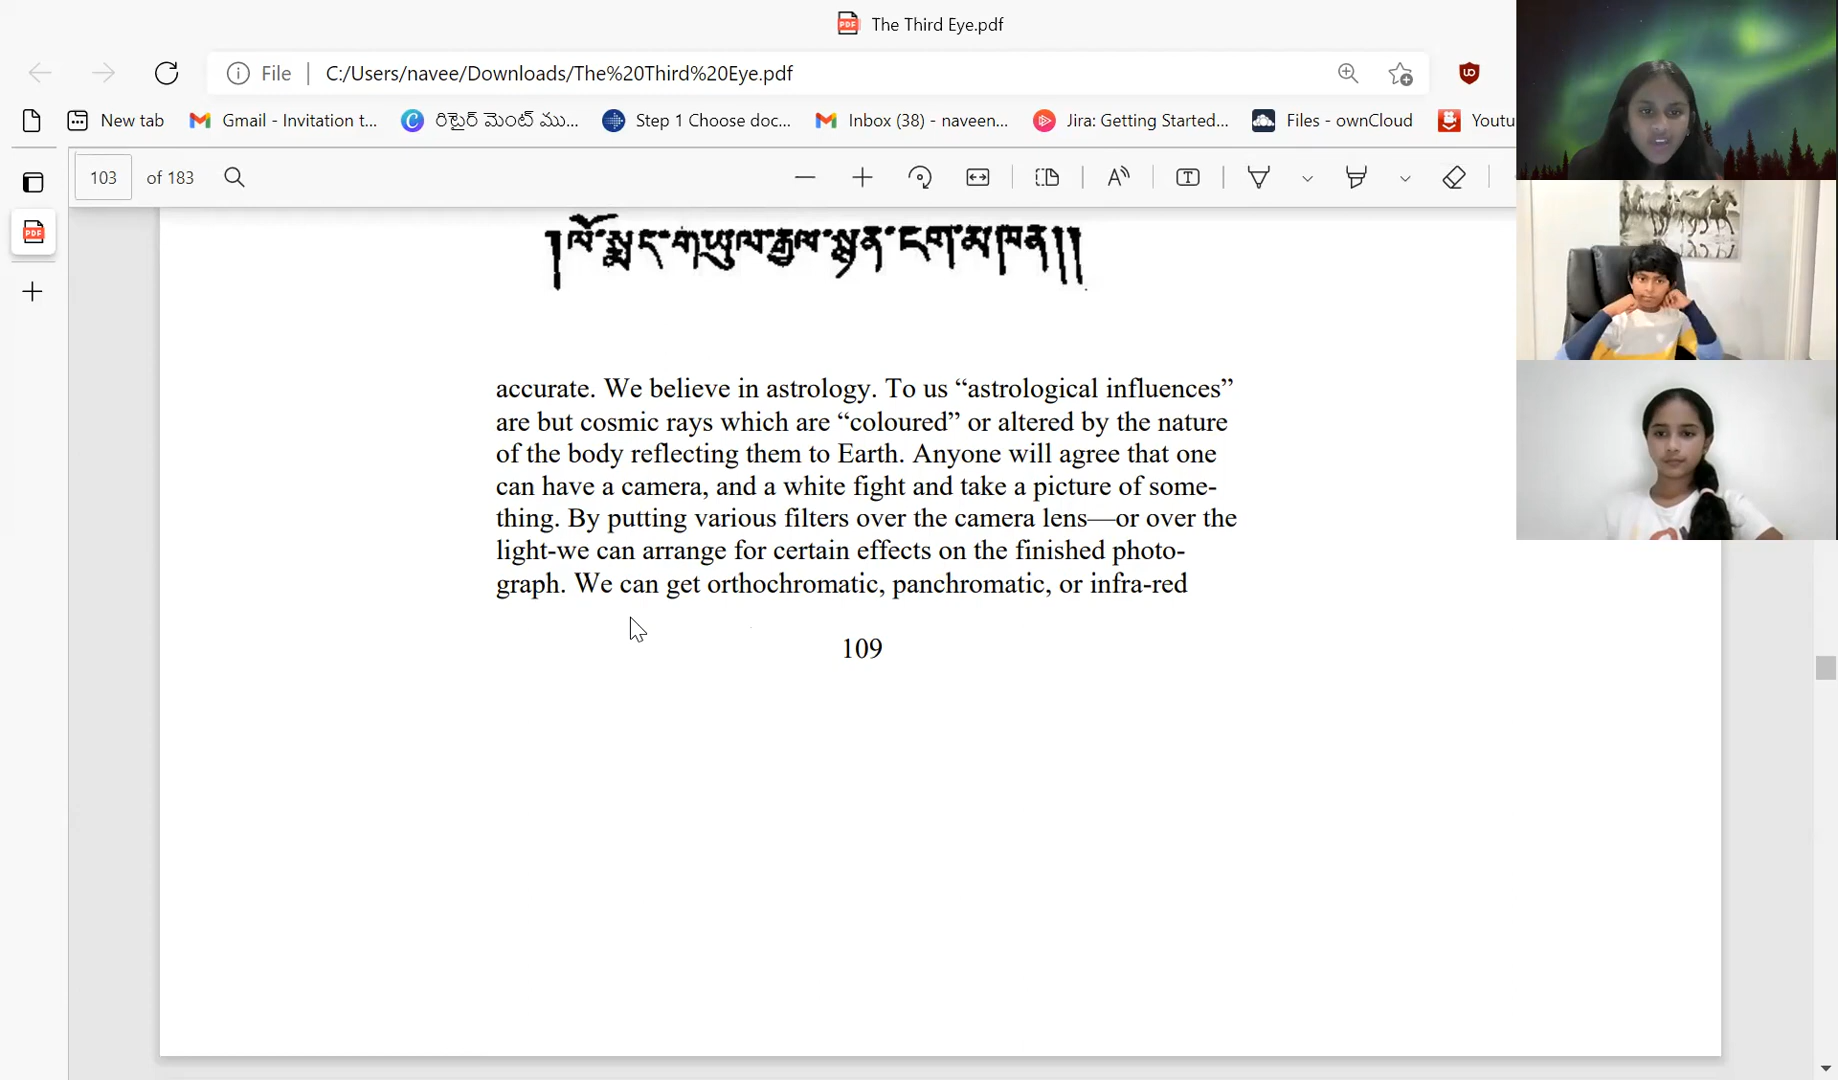 The Third Eye.pdf
File
C:/Users/navee/Downloads/The%20Third%20Eye.pdf
New tab
Gmail - Invitation t...
రిటైర్ మెంట్ ము...
Step 1 Choose doc...
Inbox (38) - naveen...
Jira: Getting Started...
Files - ownCloud
Youtu
103 of 183
accurate. We believe in astrology. To us “astrological influences”
are but cosmic rays which are “coloured” or altered by the nature
of the body reflecting them to Earth. Anyone will agree that one
can have a camera, and a white fight and take a picture of some-
thing. By putting various filters over the camera lens—or over the
light-we can arrange for certain effects on the finished photo-
graph. We can get orthochromatic, panchromatic, or infra-red
109